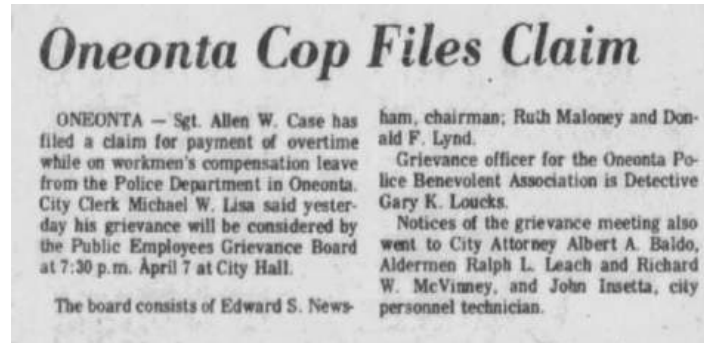 Oneonta Cop Files Claim
ONEONTA — Sgt. Allen W. Case has
filed a claim for payment of overtime
while on workmen's compensation leave
from the Police Department in Oneonta.
City Clerk Michael W. Lisa said yester-
day his grievance will be considered by
the Public Employees Grievance Board
at 7:30 p.m. April 7 at City Hall.
The board consists of Edward S. News-
ham, chairman; Ruth Maloney and Don-
ald F. Lynd.
Grievance officer for the Oneonta Po-
lice Benevolent Association is Detective
Gary K. Loucks.
Notices of the grievance meeting also
went to City Attorney Albert A. Baldo,
Aldermen Ralph L. Leach and Richard
W. McVinney, and John Insetta, city
personnel technician.